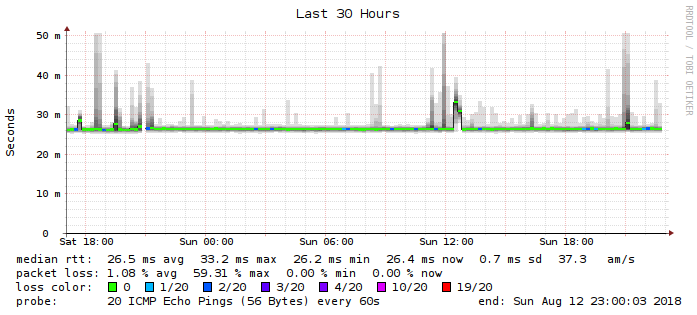 Last 30 Hours
RRDTOOL / TOBI OETIKER
Seconds
50 m
40 m
30 m
20 m
10 m
0
Sat 18:00 Sun 00:00 Sun 06:00 Sun 12:00 Sun 18:00
median rtt: 26.5 ms avg 33.2 ms max 26.2 ms min 26.4 ms now 0.7 ms sd 37.3 am/s
packet loss: 1.08 % avg 59.31 % max 0.00 % min 0.00 % now
loss color: 0 1/20 2/20 3/20 4/20 10/20 19/20
probe: 20 ICMP Echo Pings (56 Bytes) every 60s end: Sun Aug 12 23:00:03 2018